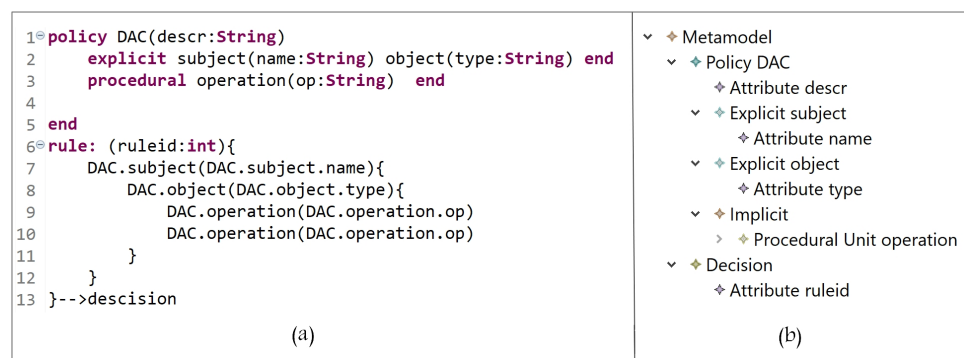 1 policy DAC(descr:String)
2 explicit subject(name:String) object(type:String) end
3 procedural operation(op:String) end
4
5 end
6 rule: (ruleid:int){
7 DAC.subject(DAC.subject.name){
8 DAC.object(DAC.object.type){
9 DAC.operation(DAC.operation.op)
10 DAC.operation(DAC.operation.op)
11 }
12 }
13 }-->descision
(a)
Metamodel
Policy DAC
Attribute descr
Explicit subject
Attribute name
Explicit object
Attribute type
Implicit
Procedural Unit operation
Decision
Attribute ruleid
(b)